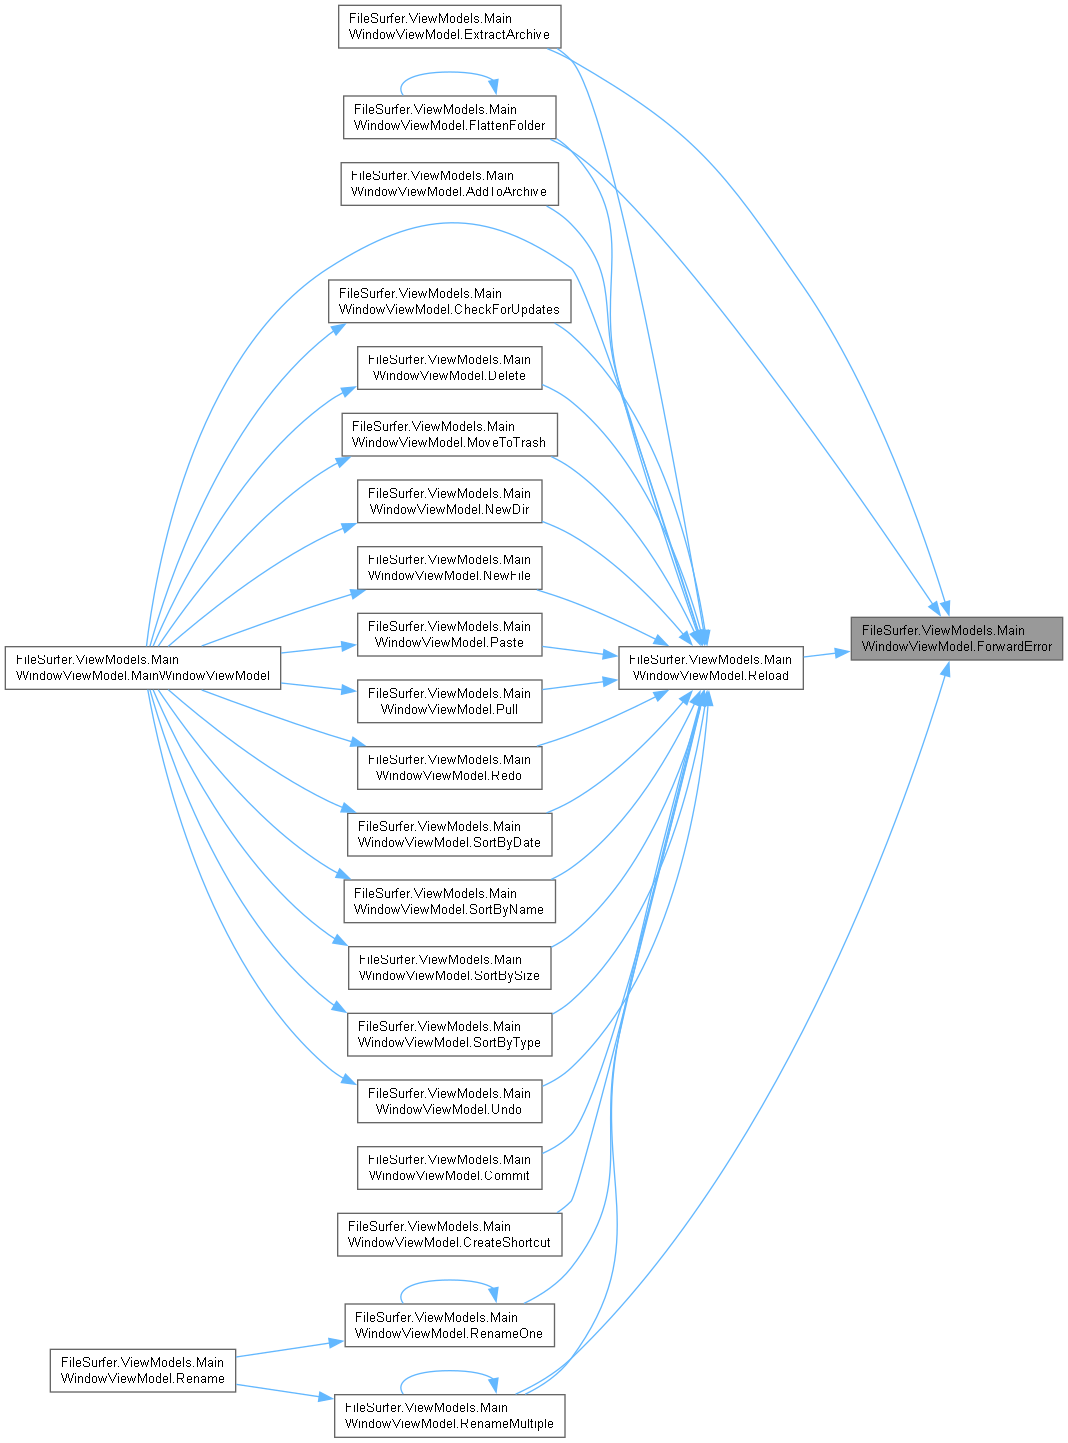 FileSurfer.ViewModels.Main
WindowViewModel.ExtractArchive
FileSurfer.ViewModels.Main
WindowViewModel.FlattenFolder
FileSurfer.ViewModels.Main
WindowViewModel.AddToArchive
FileSurfer.ViewModels.Main
WindowViewModel.CheckForUpdates
FileSurfer.ViewModels.Main
WindowViewModel.Delete
FileSurfer.ViewModels.Main
WindowViewModel.MoveToTrash
FileSurfer.ViewModels.Main
WindowViewModel.NewDir
FileSurfer.ViewModels.Main
WindowViewModel.NewFile
FileSurfer.ViewModels.Main
WindowViewModel.Paste
FileSurfer.ViewModels.Main
WindowViewModel.ForwardError
FileSurfer.ViewModels.Main
WindowViewModel.MainWindowViewModel
FileSurfer.ViewModels.Main
WindowViewModel.Reload
FileSurfer.ViewModels.Main
WindowViewModel.Pull
FileSurfer.ViewModels.Main
WindowViewModel.Redo
FileSurfer.ViewModels.Main
WindowViewModel.SortByDate
FileSurfer.ViewModels.Main
WindowViewModel.SortByName
FileSurfer.ViewModels.Main
WindowViewModel.SortBySize
FileSurfer.ViewModels.Main
WindowViewModel.SortByType
FileSurfer.ViewModels.Main
WindowViewModel.Undo
FileSurfer.ViewModels.Main
WindowViewModel.Commit
FileSurfer.ViewModels.Main
WindowViewModel.CreateShortcut
FileSurfer.ViewModels.Main
WindowViewModel.RenameOne
FileSurfer.ViewModels.Main
WindowViewModel.Rename
FileSurfer.ViewModels.Main
WindowViewModel.RenameMultiple